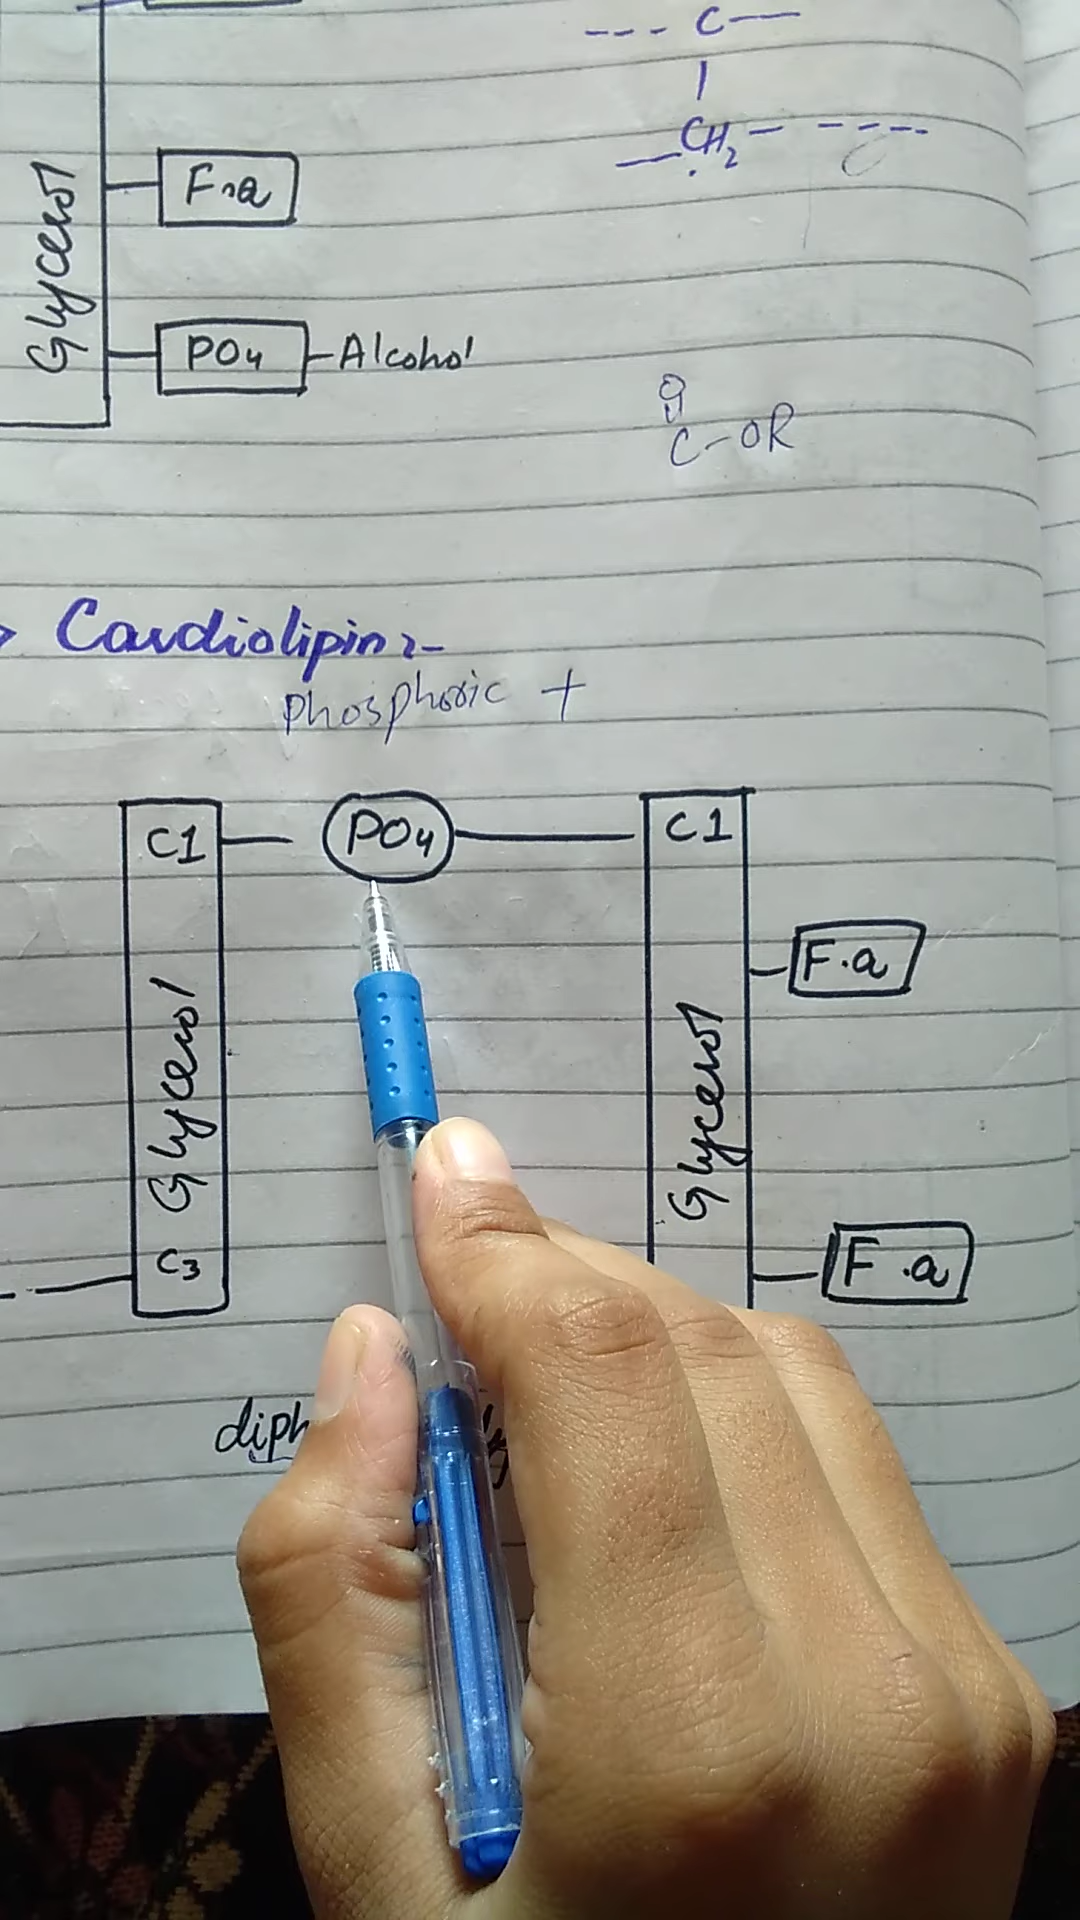 C
CH2
F.a
Glycerol
PO4 - Alcohol
O
C-OR
Cardiolipin:-
Phosphoric +
C1 PO4 C1
F.a
Glycerol Glycerol
C3 F.a
diph